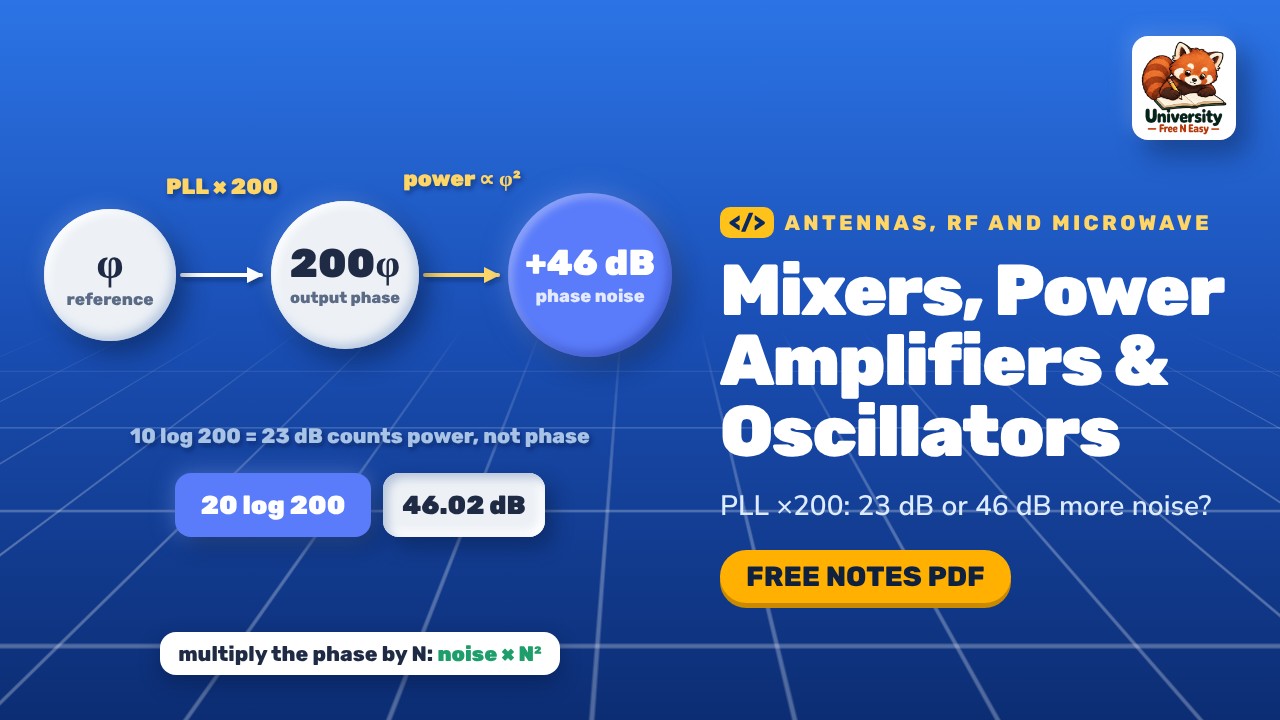 University
Free N Easy
PLL × 200
power ∝ φ²
φ
reference
200φ
output phase
+46 dB
phase noise
10 log 200 = 23 dB counts power, not phase
20 log 200
46.02 dB
multiply the phase by N: noise × N²
</> ANTENNAS, RF AND MICROWAVE
Mixers, Power
Amplifiers &
Oscillators
PLL ×200: 23 dB or 46 dB more noise?
FREE NOTES PDF